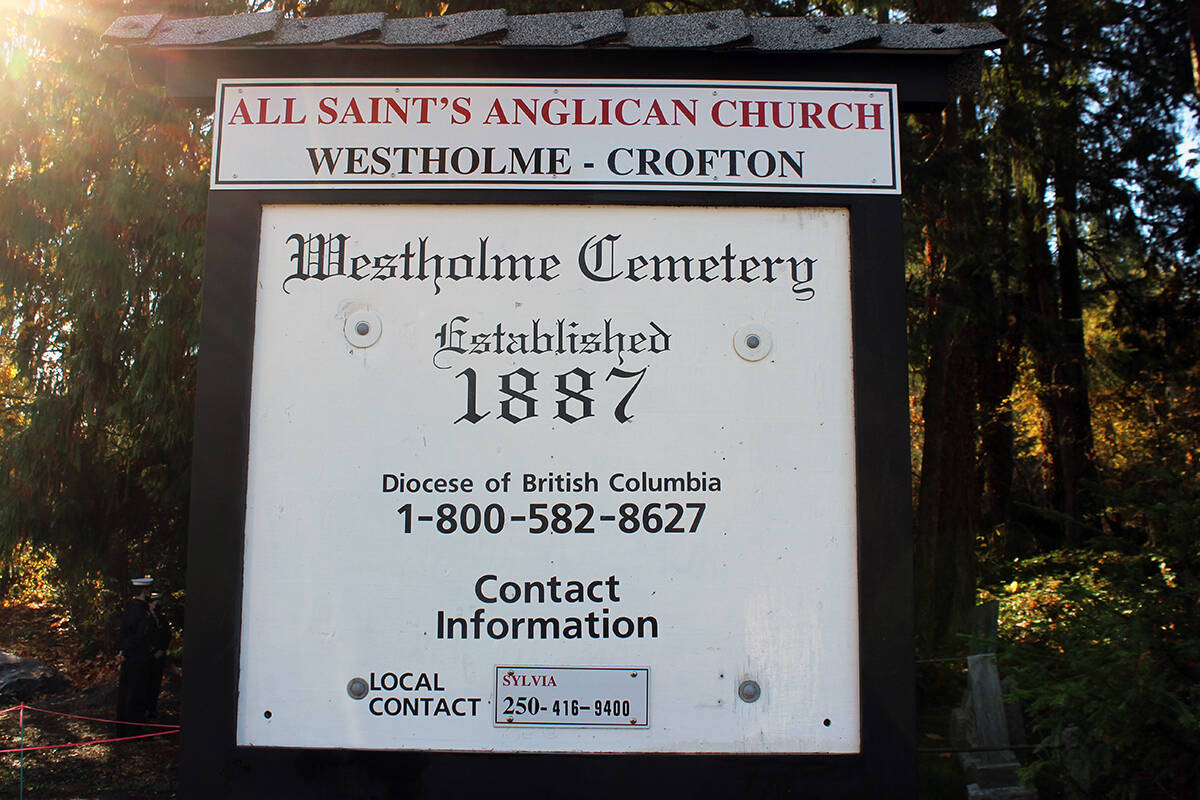 ALL SAINT'S ANGLICAN CHURCH
WESTHOLME - CROFTON
Westholme Cemetery
Established
1887
Diocese of British Columbia
1-800-582-8627
Contact
Information
LOCAL
CONTACT
SYLVIA
250-416-9400